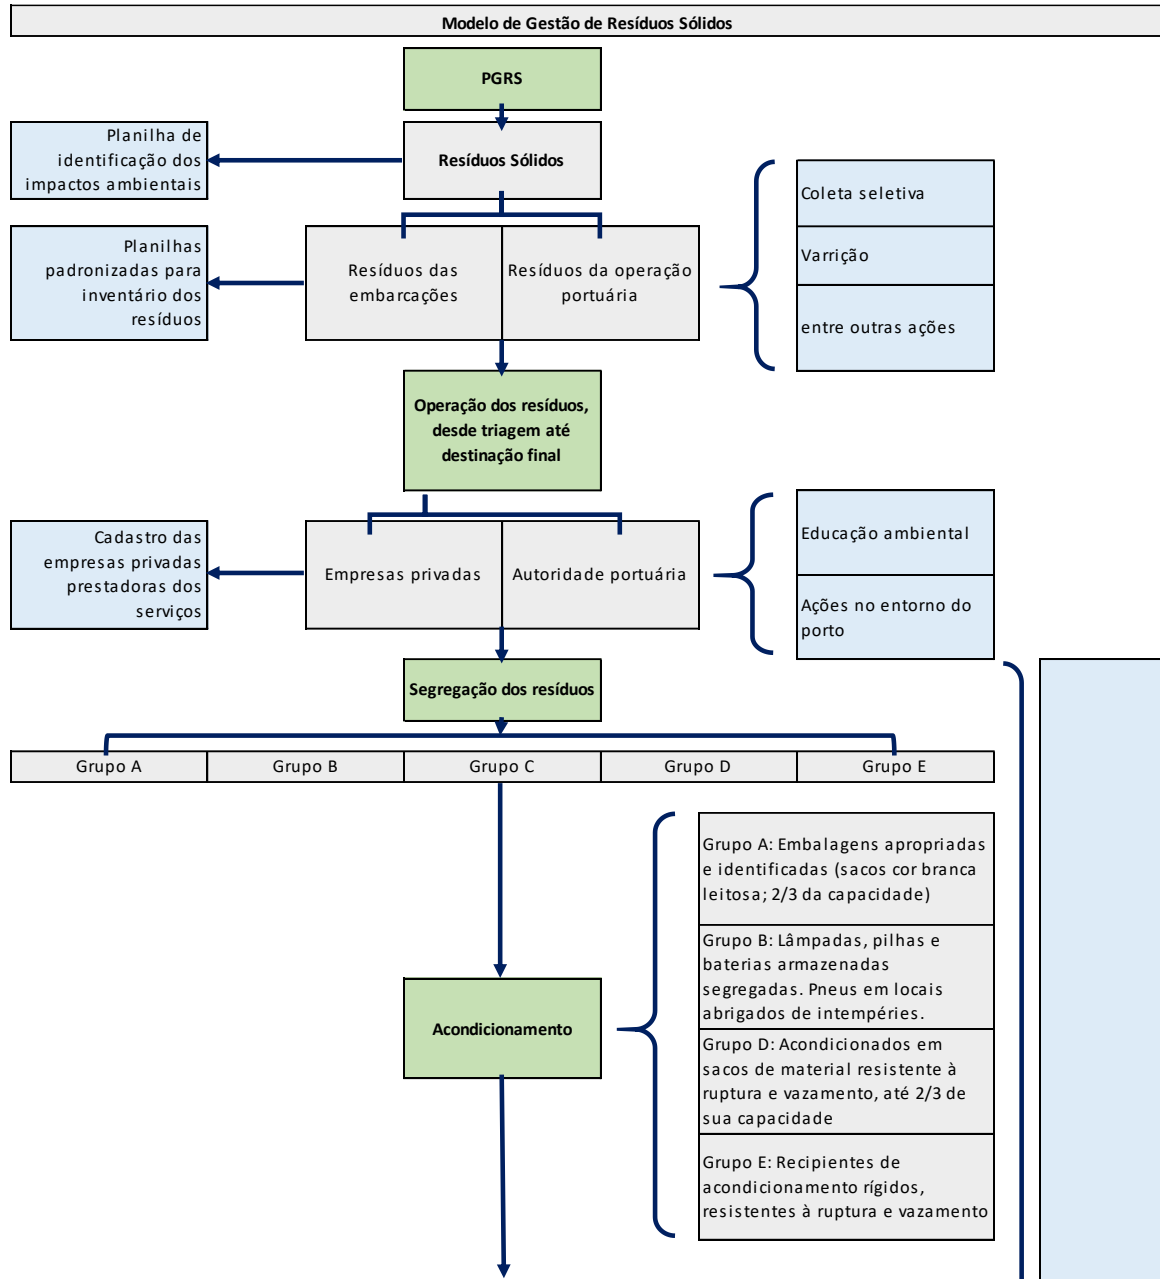 Modelo de Gestão de Resíduos Sólidos
PGRS
Planilha de
identificação dos
impactos ambientais
Resíduos Sólidos
Coleta seletiva
Varrição
entre outras ações
Planilhas
padronizadas para
inventário dos
resíduos
Resíduos das
embarcações
Resíduos da operação
portuária
Operação dos resíduos,
desde triagem até
destinação final
Cadastro das
empresas privadas
prestadoras dos
serviços
Empresas privadas
Autoridade portuária
Educação ambiental
Ações no entorno do
porto
Segregação dos resíduos
Grupo A
Grupo B
Grupo C
Grupo D
Grupo E
Acondicionamento
Grupo A: Embalagens apropriadas
e identificadas (sacos cor branca
leitosa; 2/3 da capacidade)
Grupo B: Lâmpadas, pilhas e
baterias armazenadas
segregadas. Pneus em locais
abrigados de intempéries.
Grupo D: Acondicionados em
sacos de material resistente à
ruptura e vazamento, até 2/3 de
sua capacidade
Grupo E: Recipientes de
acondicionamento rígidos,
resistentes à ruptura e vazamento